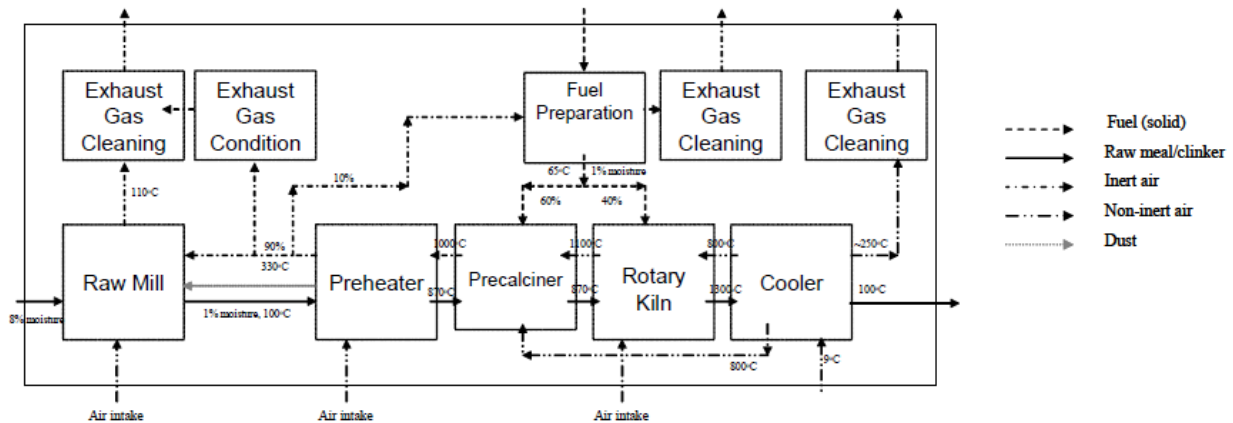 Exhaust
Gas
Cleaning
Exhaust
Gas
Condition
Fuel
Preparation
Exhaust
Gas
Cleaning
Exhaust
Gas
Cleaning
Fuel (solid)
Raw meal/clinker
Inert air
Non-inert air
Dust
10%
65°C
1% moisture
60%
40%
110°C
90%
330°C
1000°C
1100°C
800°C
~250°C
Raw Mill
Preheater
Precalciner
Rotary
Kiln
Cooler
870°C
870°C
1300°C
100°C
8% moisture
1% moisture, 100°C
800°C
9°C
Air intake
Air intake
Air intake